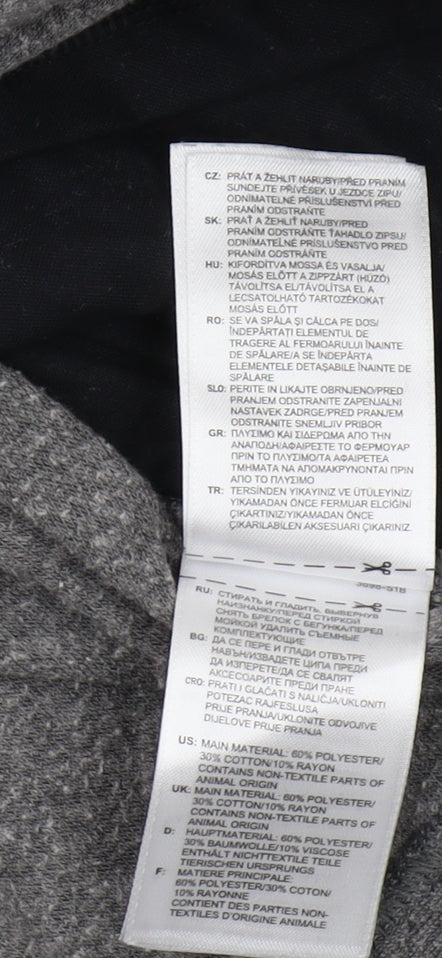 CZ: PRÁT A ŽEHLIT NARUBY/PŘED PRANÍM
SUNDEJTE PŘÍVĚSEK U JEZDCE ZIPU/
ODNÍMATELNÉ PŘÍSLUŠENSTVÍ PŘED
PRANÍM ODSTRAŇTE
SK: PRAŤ A ŽEHLIŤ NARUBY/PRED
PRANÍM ODSTRÁŇTE ŤAHADLO ZIPSU/
ODNÍMATEĽNÉ PRÍSLUŠENSTVO PRED
PRANÍM ODSTRÁŇTE
HU: KIFORDÍTVA MOSSA ÉS VASALJA/
MOSÁS ELŐTT A ZIPPZÁRT (HÚZÓ)
TÁVOLÍTSA EL/TÁVOLÍTSA EL A
LECSATOLHATÓ TARTOZÉKOKAT
MOSÁS ELŐTT
RO: SE VA SPĂLA ȘI CĂLCA PE DOS/
ÎNDEPĂRTAȚI ELEMENTUL DE
TRAGERE AL FERMOARULUI ÎNAINTE
DE SPĂLARE/A SE ÎNDEPĂRTA
ELEMENTELE DETAȘABILE ÎNAINTE DE
SPĂLARE
SLO: PERITE IN LIKAJTE OBRNJENO/PRED
PRANJEM ODSTRANITE ZAPENJALNI
NASTAVEK ZADRGE/PRED PRANJEM
ODSTRANITE SNEMLJIV PRIBOR
GR: ΠΛΥΣΙΜΟ ΚΑΙ ΣΙΔΕΡΩΜΑ ΑΠΟ ΤΗΝ
ΑΝΑΠΟΔΗ/ΑΦΑΙΡΕΣΤΕ ΤΟ ΦΕΡΜΟΥΑΡ
ΠΡΙΝ ΤΟ ΠΛΥΣΙΜΟ/ΤΑ ΑΦΑΙΡΕΤΕΑ
ΤΜΗΜΑΤΑ ΝΑ ΑΠΟΜΑΚΡΥΝΟΝΤΑΙ ΠΡΙΝ
ΑΠΟ ΤΟ ΠΛΥΣΙΜΟ
TR: TERSİNDEN YIKAYINIZ VE ÜTÜLEYİNİZ/
YIKAMADAN ÖNCE FERMUAR ELCİĞİNİ
ÇIKARTINIZ/YIKAMADAN ÖNCE
ÇIKARILABİLEN AKSESUARI ÇIKARINIZ.
RU: СТИРАТЬ И ГЛАДИТЬ, ВЫВЕРНУВ
НАИЗНАНКУ/ПЕРЕД СТИРКОЙ
СНЯТЬ БРЕЛОК С БЕГУНКА/ПЕРЕД
МОЙКОЙ УДАЛИТЬ СЪЕМНЫЕ
КОМПЛЕКТУЮЩИЕ
BG: ДА СЕ ПЕРЕ И ГЛАДИ ОТВЪТРЕ
НАВЪН/ИЗВАДЕТЕ ЦИПА ПРЕДИ
ДА ИЗПЕРЕТЕ/ДА СЕ СВАЛЯТ
АКСЕСОАРИТЕ ПРЕДИ ПРАНЕ
CRO: PRATI I GLAČATI S NALIČJA/UKLONITI
POTEZAC RAJFEŠLUSA
PRIJE PRANJA/UKLONITE ODVOJIVE
DIJELOVE PRIJE PRANJA
US: MAIN MATERIAL: 60% POLYESTER/
30% COTTON/10% RAYON
CONTAINS NON-TEXTILE PARTS OF
ANIMAL ORIGIN
UK: MAIN MATERIAL: 60% POLYESTER/
30% COTTON/10% RAYON
CONTAINS NON-TEXTILE PARTS OF
ANIMAL ORIGIN
D: HAUPTMATERIAL: 60% POLYESTER/
30% BAUMWOLLE/10% VISCOSE
ENTHÄLT NICHTTEXTILE TEILE
TIERISCHEN URSPRUNGS
F: MATIERE PRINCIPALE:
60% POLYESTER/30% COTON/
10% RAYONNE
CONTIENT DES PARTIES NON-
TEXTILES D'ORIGINE ANIMALE